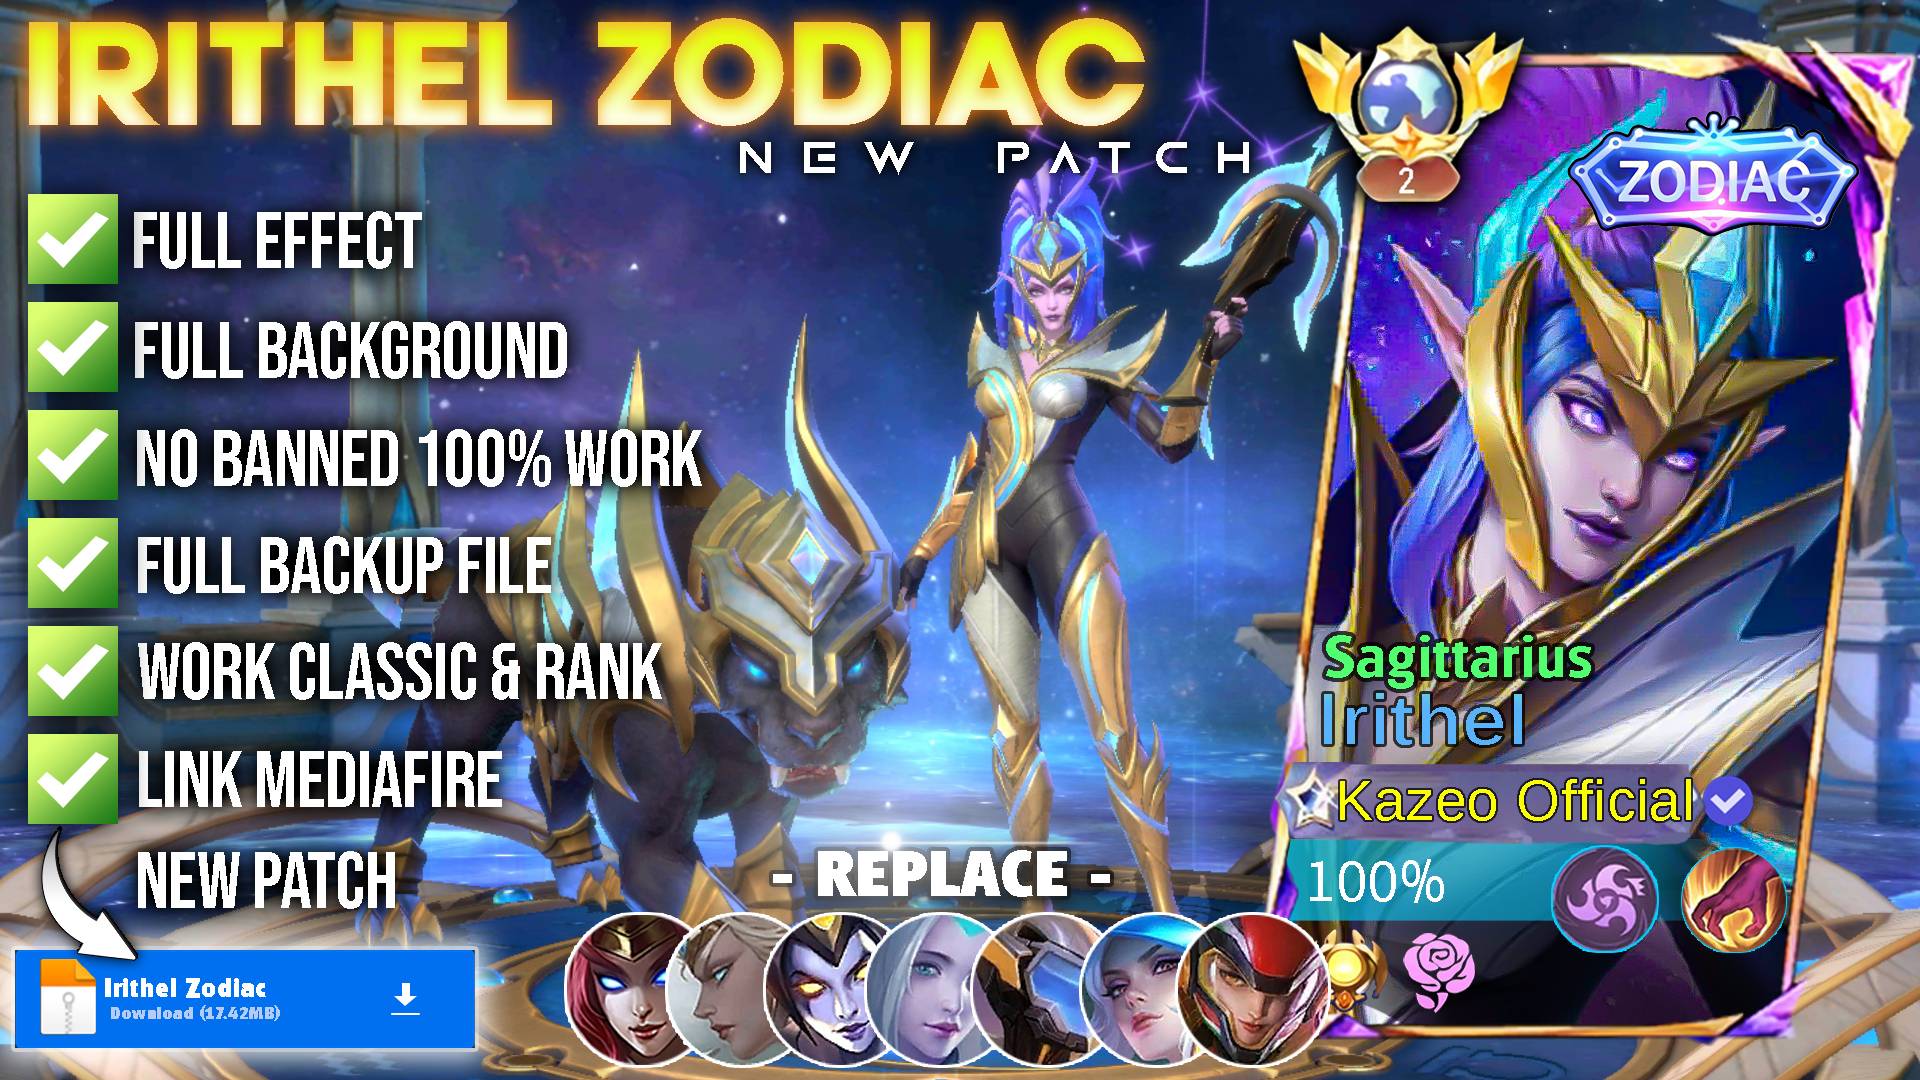 IRITHEL ZODIAC
NEW PATCH
2
ZODIAC
FULL EFFECT
FULL BACKGROUND
NO BANNED 100% WORK
FULL BACKUP FILE
WORK CLASSIC & RANK
LINK MEDIAFIRE
NEW PATCH
Irithel Zodiac
Download (17.42MB)
- REPLACE -
Sagittarius
Irithel
Kazeo Official
100%